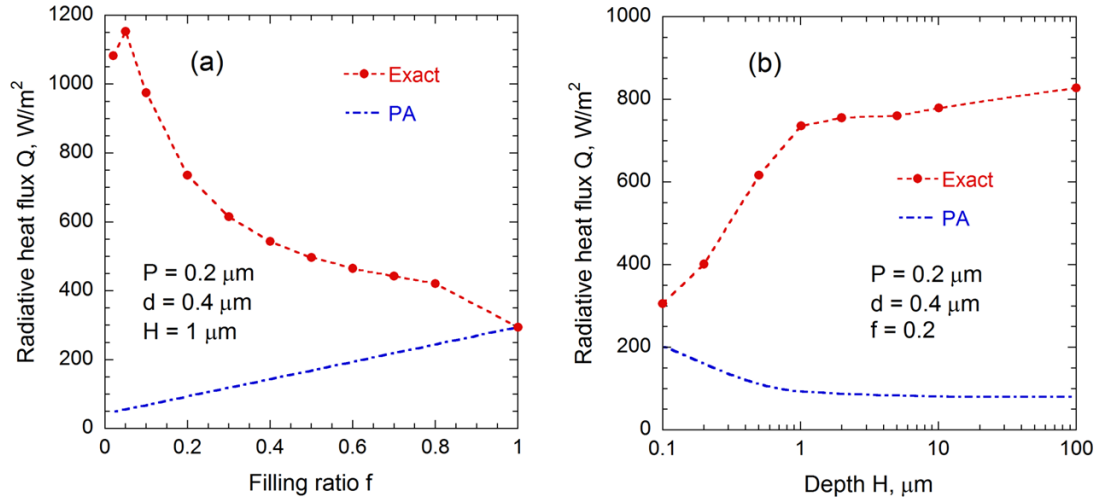 (a)
Exact
PA
P = 0.2 μm
d = 0.4 μm
H = 1 μm
Radiative heat flux Q, W/m²
0
200
400
600
800
1000
1200
0
0.2
0.4
0.6
0.8
1
Filling ratio f
(b)
Exact
PA
P = 0.2 μm
d = 0.4 μm
f = 0.2
Radiative heat flux Q, W/m²
0
200
400
600
800
1000
0.1
1
10
100
Depth H, μm